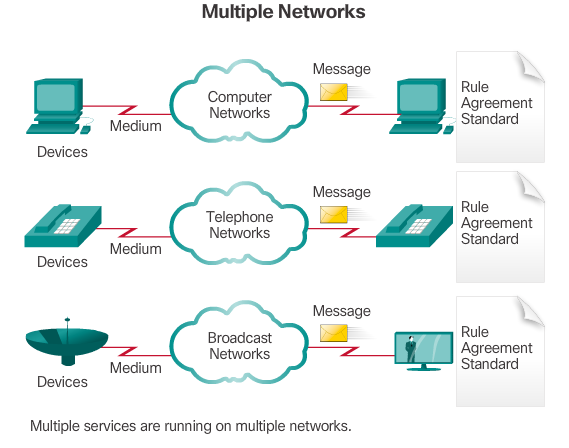 Multiple Networks
Message
Computer
Networks
Rule
Agreement
Standard
Medium
Devices
Message
Telephone
Networks
Rule
Agreement
Standard
Medium
Devices
Message
Broadcast
Networks
Rule
Agreement
Standard
Medium
Devices
Multiple services are running on multiple networks.